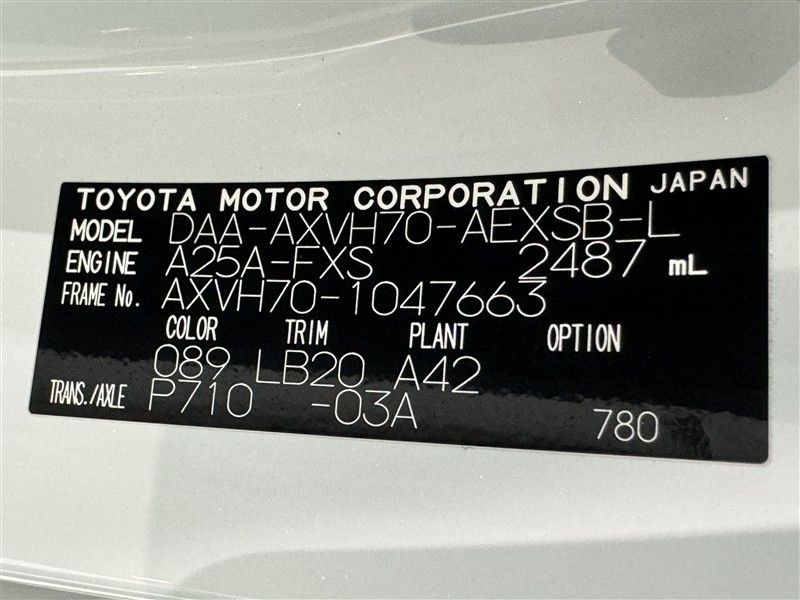 TOYOTA MOTOR CORPORATION JAPAN
MODEL DAA-AXVH70-AEXSB-L
ENGINE A25A-FXS 2487 mL
FRAME No. AXVH70-1047663
COLOR TRIM PLANT OPTION
089 LB20 A42
TRANS./AXLE P710 -03A 780